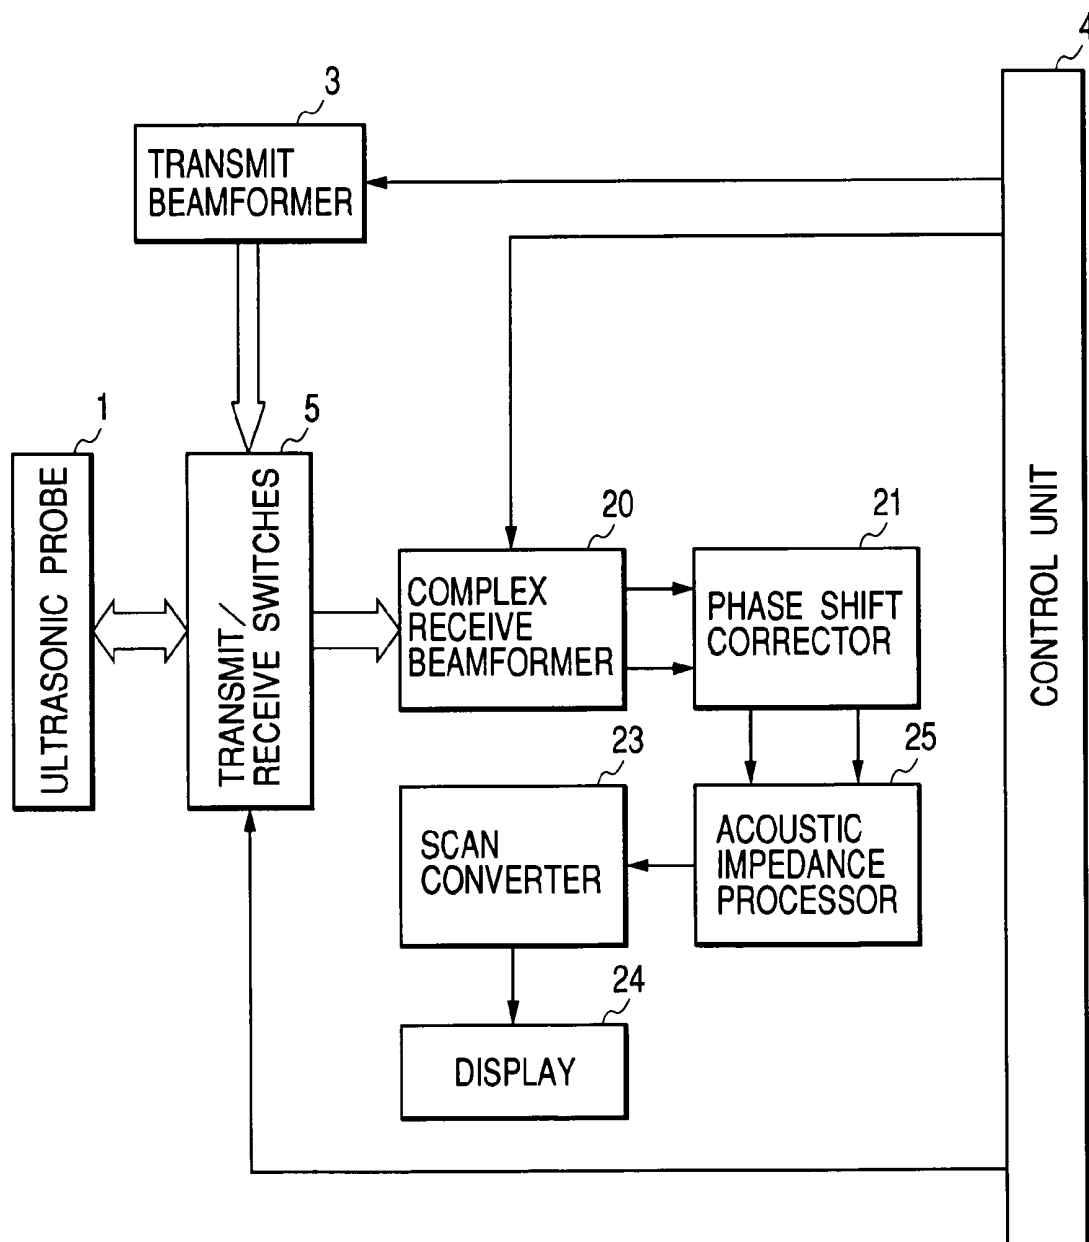 4
3
TRANSMIT
BEAMFORMER
1
ULTRASONIC PROBE
5
TRANSMIT/
RECEIVE SWITCHES
20
COMPLEX
RECEIVE
BEAMFORMER
21
PHASE SHIFT
CORRECTOR
CONTROL UNIT
23
SCAN
CONVERTER
25
ACOUSTIC
IMPEDANCE
PROCESSOR
24
DISPLAY